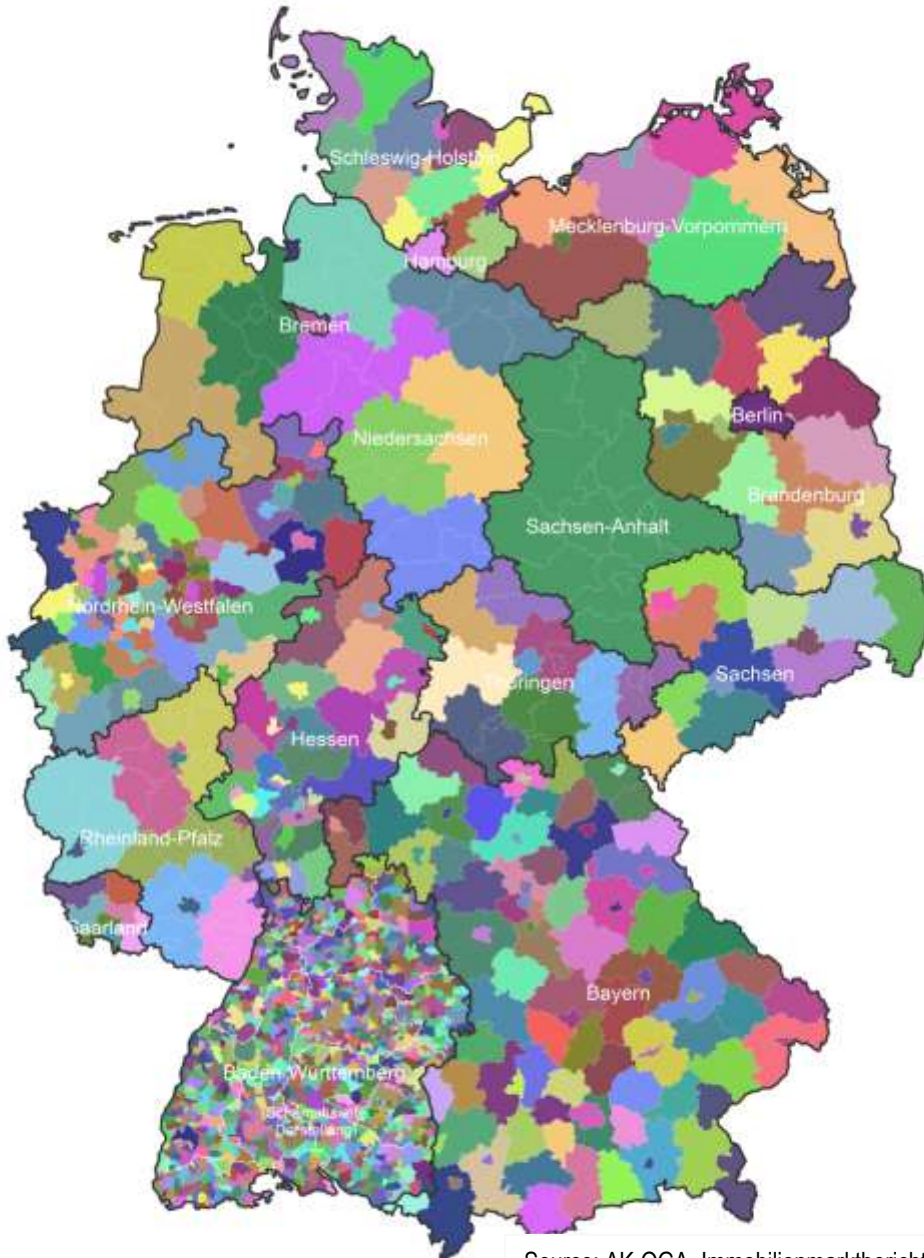 Schleswig-Holstein
Mecklenburg-Vorpommern
Hamburg
Bremen
Berlin
Niedersachsen
Brandenburg
Sachsen-Anhalt
Nordrhein-Westfalen
Sachsen
Thüringen
Hessen
Rheinland-Pfalz
Saarland
Bayern
Baden-Württemberg
(Schematisierte
Darstellung)
Source: AK OGA, Immobilienmarktbericht